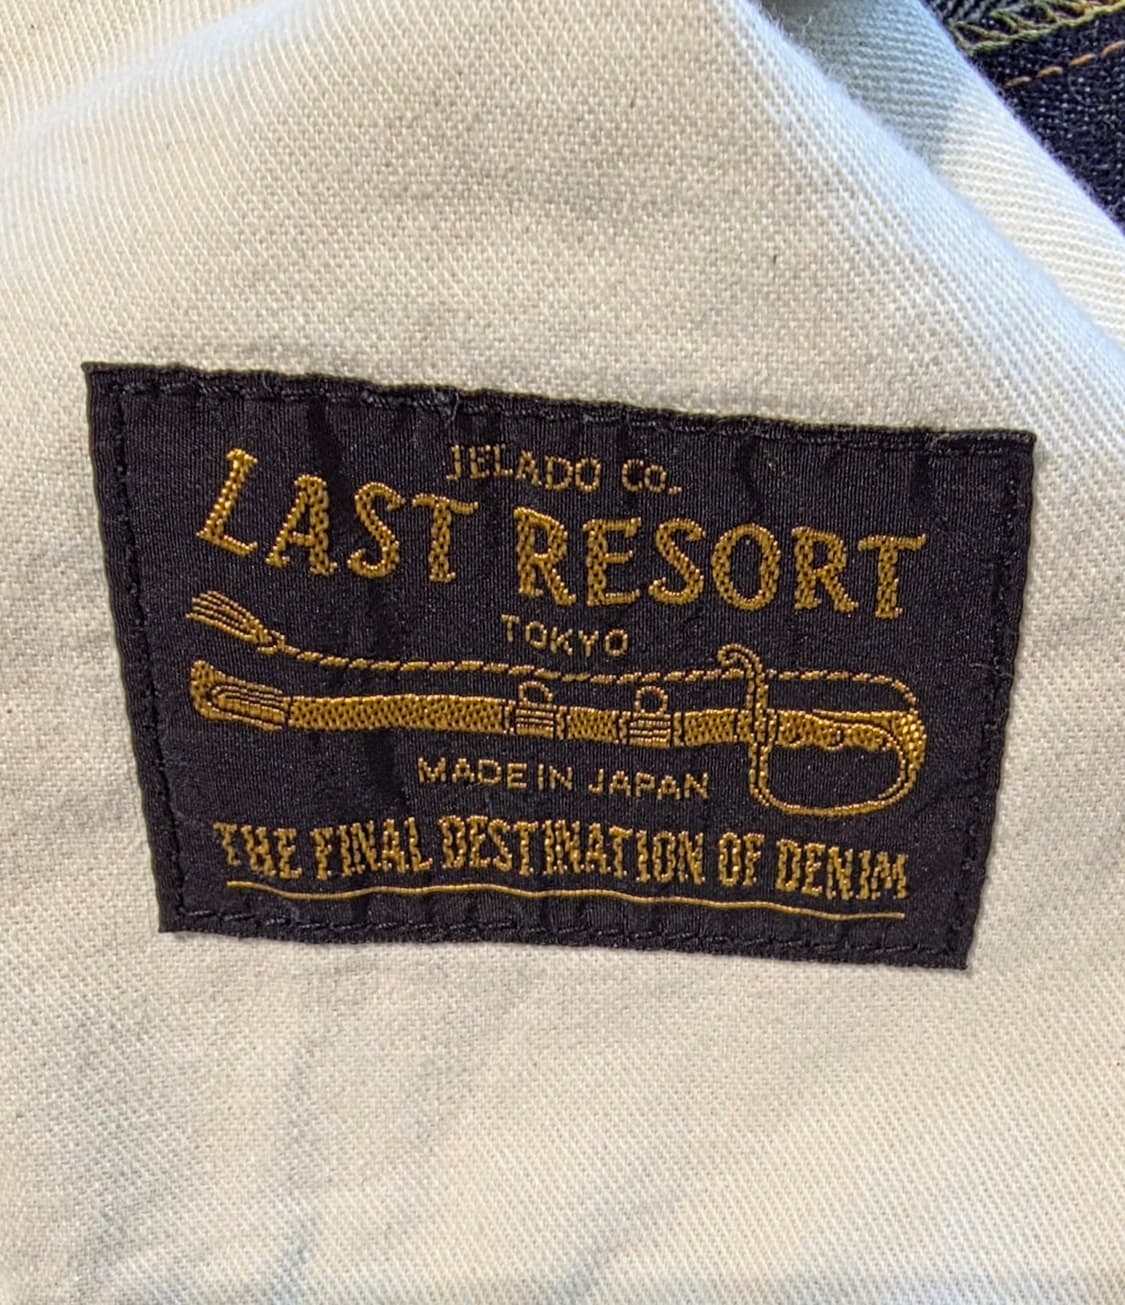 JELADO CO.
LAST RESORT
TOKYO
MADE IN JAPAN
THE FINAL DESTINATION OF DENIM